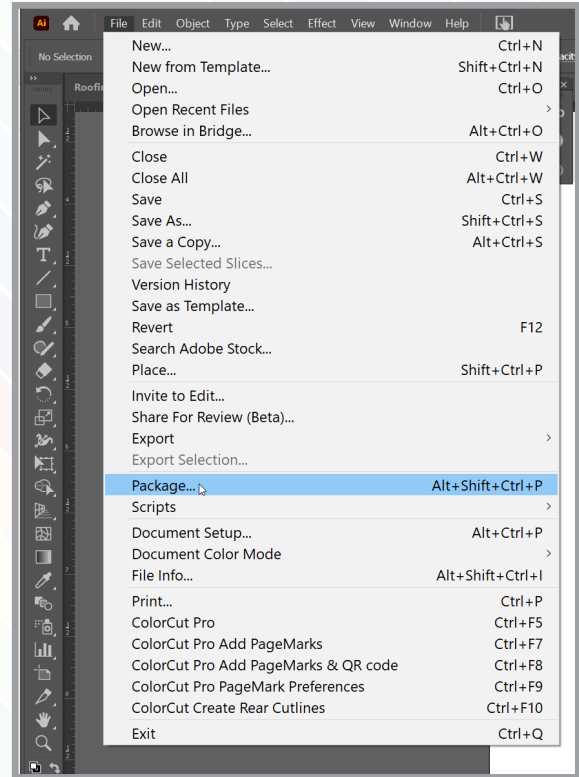 Ai File Edit Object Type Select Effect View Window Help
No Selection
Roofi
New... Ctrl+N
New from Template... Shift+Ctrl+N
Open... Ctrl+O
Open Recent Files
Browse in Bridge... Alt+Ctrl+O
Close Ctrl+W
Close All Alt+Ctrl+W
Save Ctrl+S
Save As... Shift+Ctrl+S
Save a Copy... Alt+Ctrl+S
Save Selected Slices...
Version History
Save as Template...
Revert F12
Search Adobe Stock...
Place... Shift+Ctrl+P
Invite to Edit...
Share For Review (Beta)...
Export
Export Selection...
Package... Alt+Shift+Ctrl+P
Scripts
Document Setup... Alt+Ctrl+P
Document Color Mode
File Info... Alt+Shift+Ctrl+I
Print... Ctrl+P
ColorCut Pro Ctrl+F5
ColorCut Pro Add PageMarks Ctrl+F7
ColorCut Pro Add PageMarks & QR code Ctrl+F8
ColorCut Pro PageMark Preferences Ctrl+F9
ColorCut Create Rear Cutlines Ctrl+F10
Exit Ctrl+Q